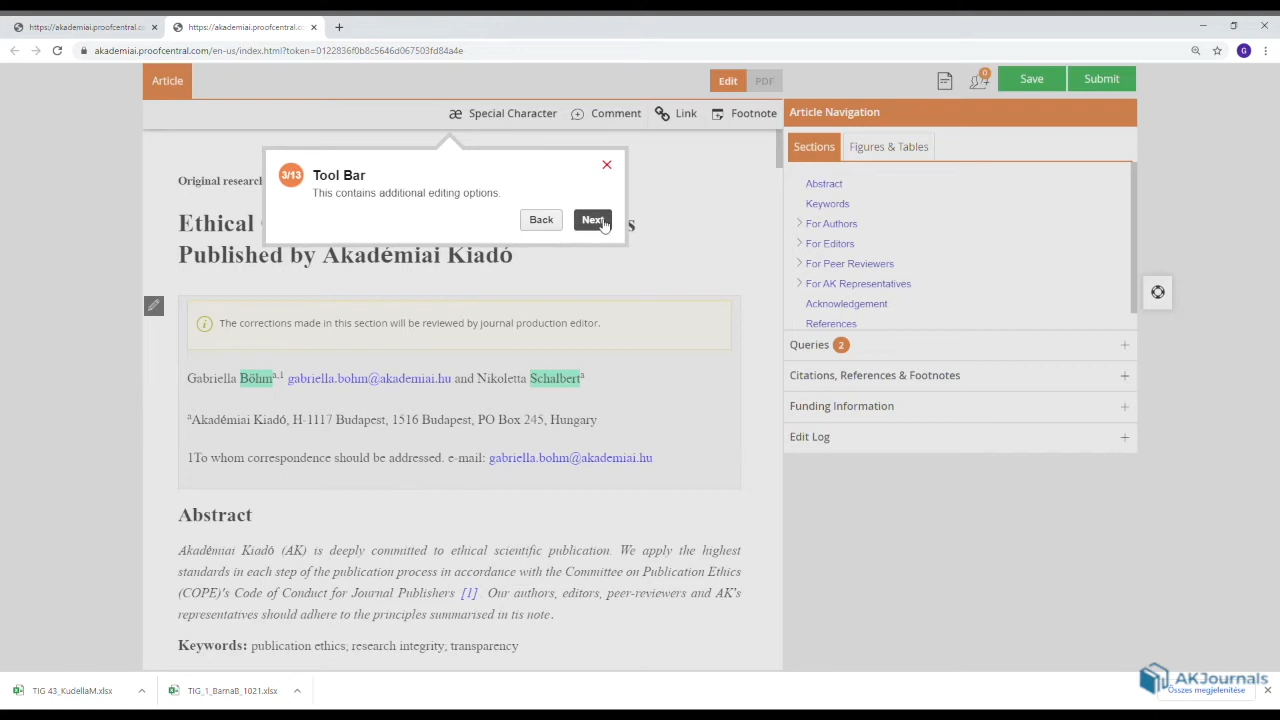 https://akademiai.proofcentral.c
https://akademiai.proofcentral.c
akademiai.proofcentral.com/en-us/index.html?token=0122836f0b8c5646d067503fd84a4e
G
Article
Edit
PDF
0
Save
Submit
Special Character
Comment
Link
Footnote
Article Navigation
3/13
Tool Bar
This contains additional editing options.
Back
Next
Sections
Figures & Tables
Abstract
Keywords
For Authors
For Editors
For Peer Reviewers
For AK Representatives
Acknowledgement
References
Queries 2
Citations, References & Footnotes
Funding Information
Edit Log
Original researc
Ethical
s
Published by Akadémiai Kiadó
The corrections made in this section will be reviewed by journal production editor.
Gabriella Böhma,1 gabriella.bohm@akademiai.hu and Nikoletta Schalberta
aAkadémiai Kiadó, H-1117 Budapest, 1516 Budapest, PO Box 245, Hungary
1To whom correspondence should be addressed. e-mail: gabriella.bohm@akademiai.hu
Abstract
Akadémiai Kiadó (AK) is deeply committed to ethical scientific publication. We apply the highest
standards in each step of the publication process in accordance with the Committee on Publication Ethics
(COPE)'s Code of Conduct for Journal Publishers [1]. Our authors, editors, peer-reviewers and AK's
representatives should adhere to the principles summarised in tis note.
Keywords: publication ethics, research integrity, transparency
TIG 43_KudellaM.xlsx
TIG_1_BarnaB_1021.xlsx
AKJournals
Összes megjelenítése